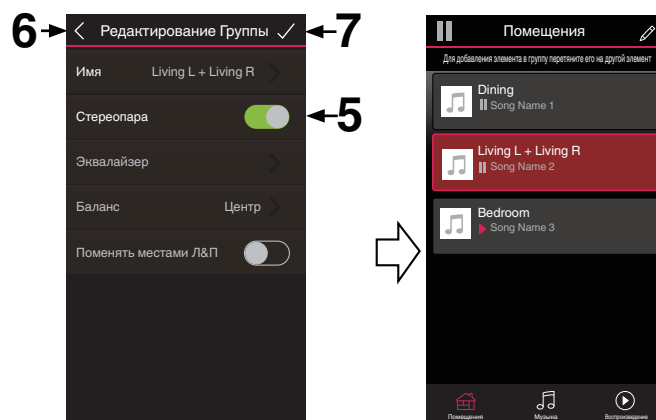 6
Редактирование Группы
7
Имя Living L + Living R
Стереопара
5
Эквалайзер
Баланс Центр
Поменять местами Л&П
Помещения
Для добавления элемента в группу перетяните его на другой элемент
Dining
Song Name 1
Living L + Living R
Song Name 2
Bedroom
Song Name 3
Помещения Музыка Воспроизведение